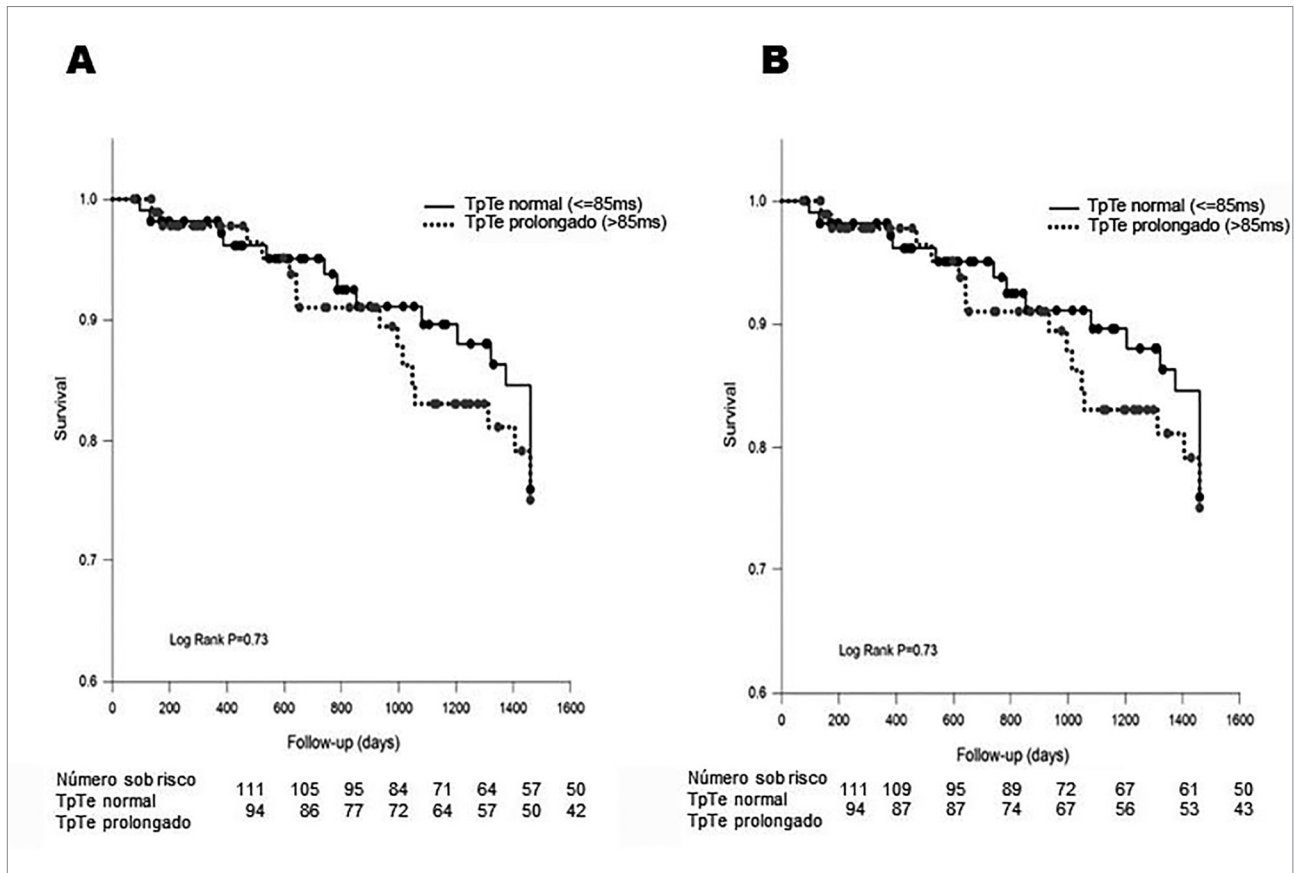 A
TpTe normal (<=85ms)
TpTe prolongado (>85ms)
1.0
0.9
0.8
0.7
0.6
Survival
Log Rank P=0.73
0 200 400 600 800 1000 1200 1400 1600
Follow-up (days)
Número sob risco
TpTe normal 111 105 95 84 71 64 57 50
TpTe prolongado 94 86 77 72 64 57 50 42
B
TpTe normal (<=85ms)
TpTe prolongado (>85ms)
1.0
0.9
0.8
0.7
0.6
Survival
Log Rank P=0.73
0 200 400 600 800 1000 1200 1400 1600
Follow-up (days)
Número sob risco
TpTe normal 111 109 95 89 72 67 61 50
TpTe prolongado 94 87 87 74 67 56 53 43